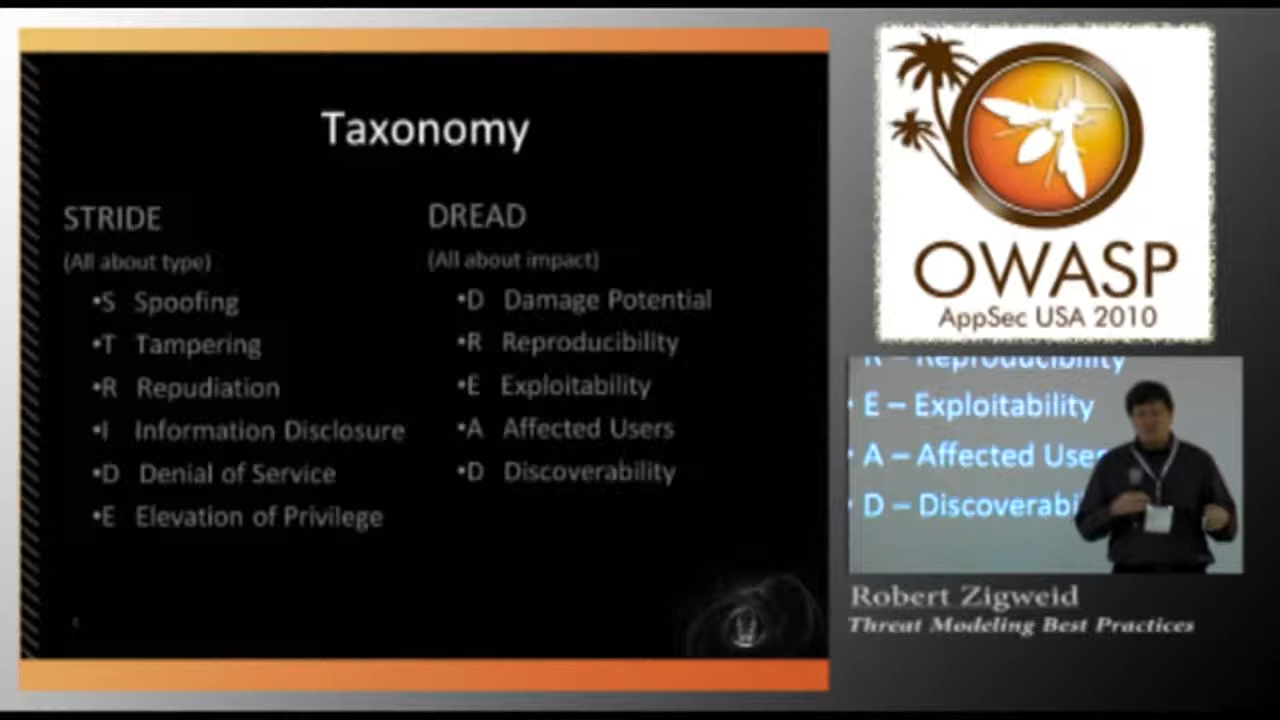 Taxonomy
STRIDE
(All about type)
•S Spoofing
•T Tampering
•R Repudiation
•I Information Disclosure
•D Denial of Service
•E Elevation of Privilege
DREAD
(All about impact)
•D Damage Potential
•R Reproducibility
•E Exploitability
•A Affected Users
•D Discoverability
OWASP
AppSec USA 2010
R – Reproducibility
• E – Exploitability
• A – Affected Use
• D – Discoverabi
Robert Zigweid
Threat Modeling Best Practices